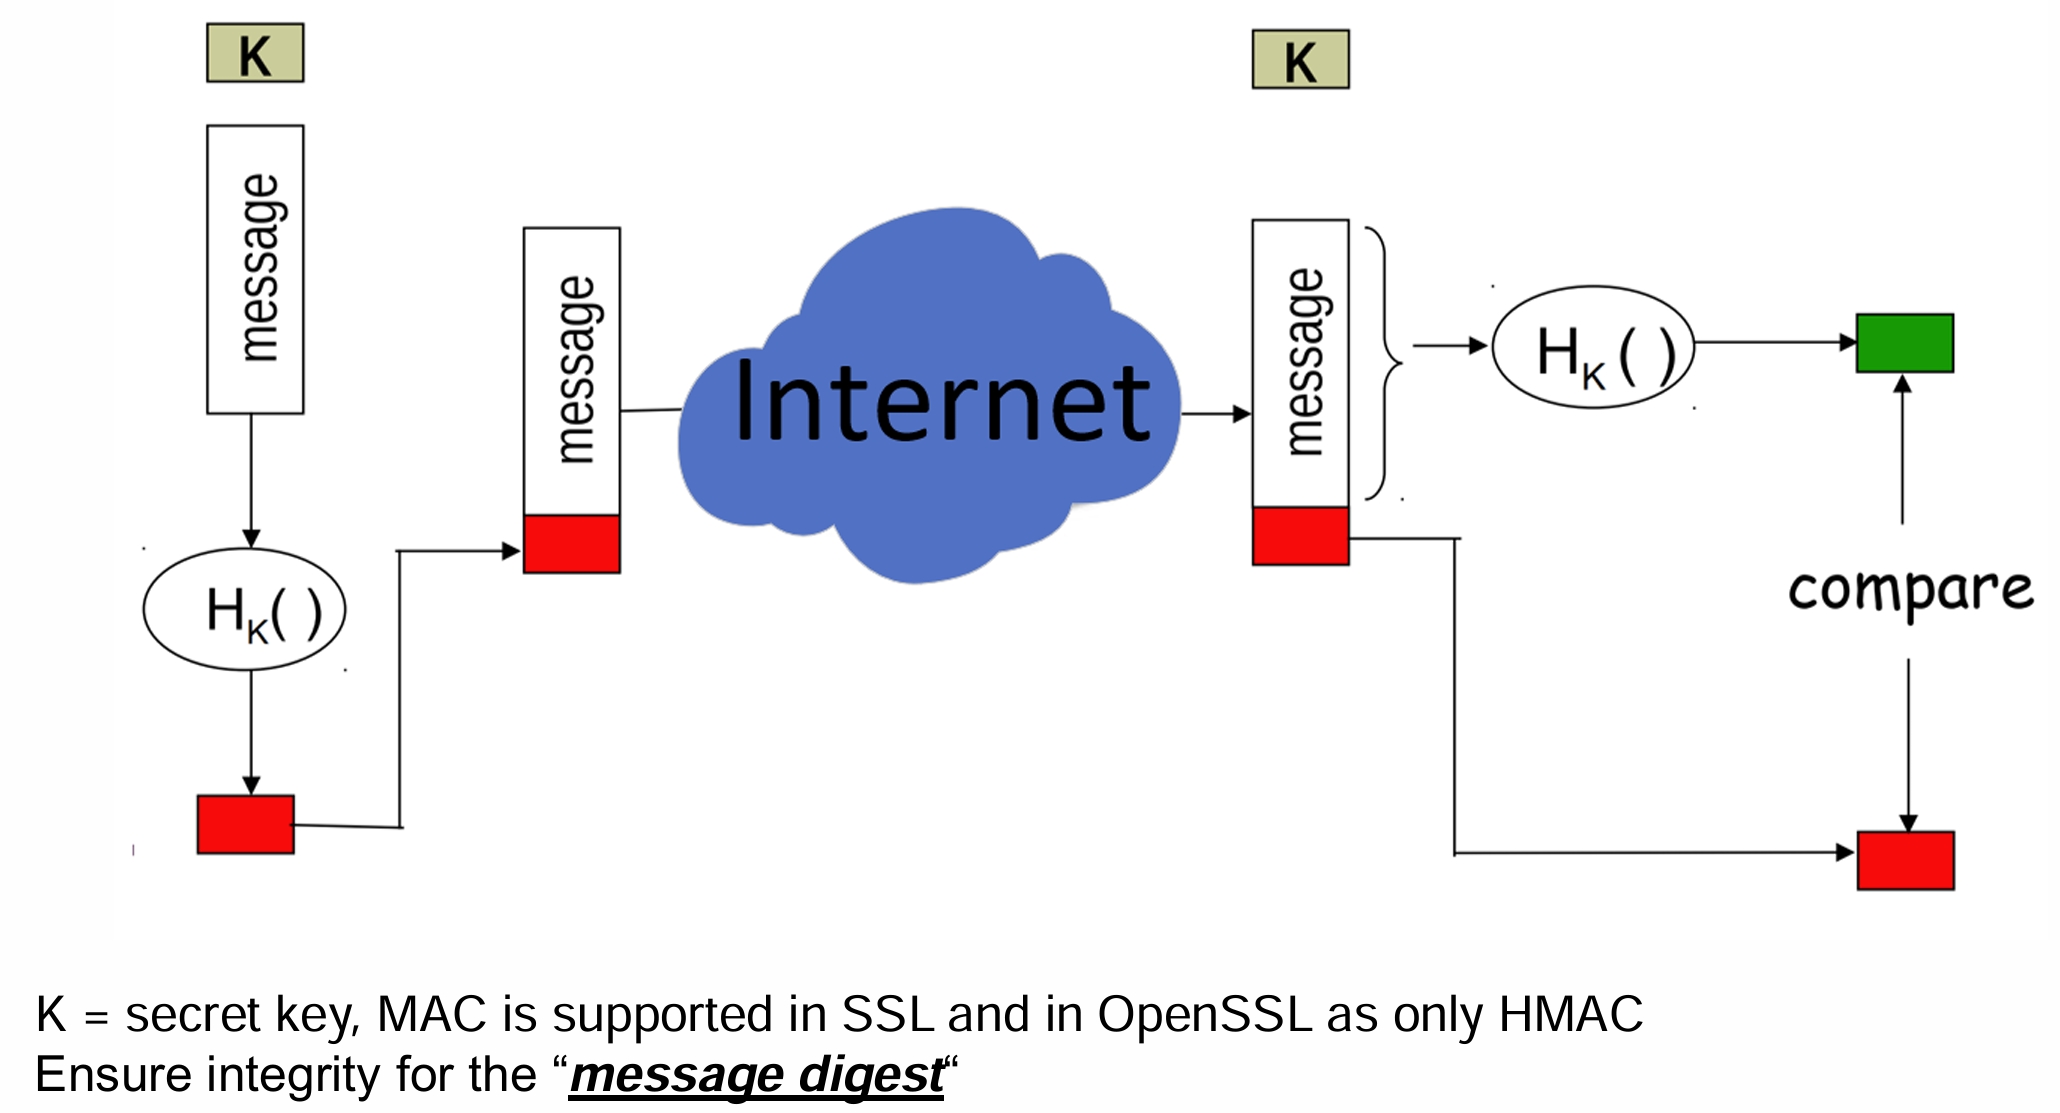 K
K
message
message
Internet
message
H_K ( )
H_K( )
compare
K = secret key, MAC is supported in SSL and in OpenSSL as only HMAC
Ensure integrity for the “message digest“